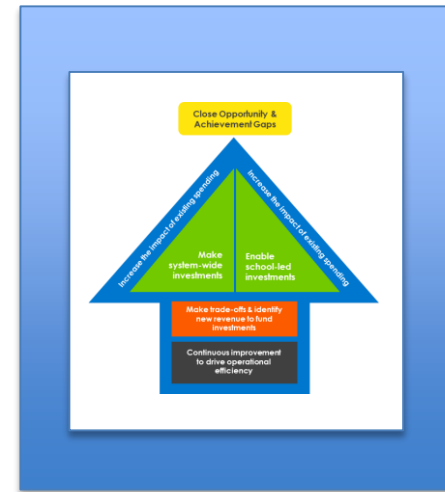 Close Opportunity &
Achievement Gaps
Increase the impact of existing spending
Increase the impact of existing spending
Make
system-wide
investments
Enable
school-led
investments
Make trade-offs & identify
new revenue to fund
investments
Continuous improvement
to drive operational
efficiency